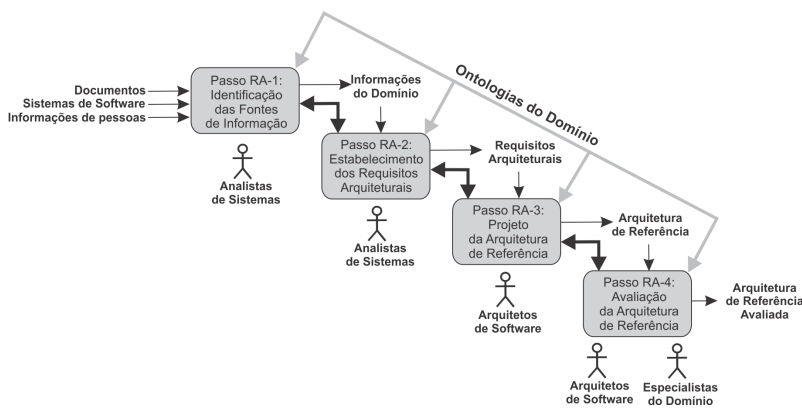 Documentos
Sistemas de Software
Informações de pessoas
Passo RA-1:
Identificação
das Fontes
de Informação
Analistas
de Sistemas
Informações
do Domínio
Ontologias do Domínio
Passo RA-2:
Estabelecimento
dos Requisitos
Arquiteturais
Analistas
de Sistemas
Requisitos
Arquiteturais
Passo RA-3:
Projeto
da Arquitetura
de Referência
Arquitetos
de Software
Arquitetura
de Referência
Passo RA-4:
Avaliação
da Arquitetura
de Referência
Arquitetos
de Software
Especialistas
do Domínio
Arquitetura
de Referência
Avaliada